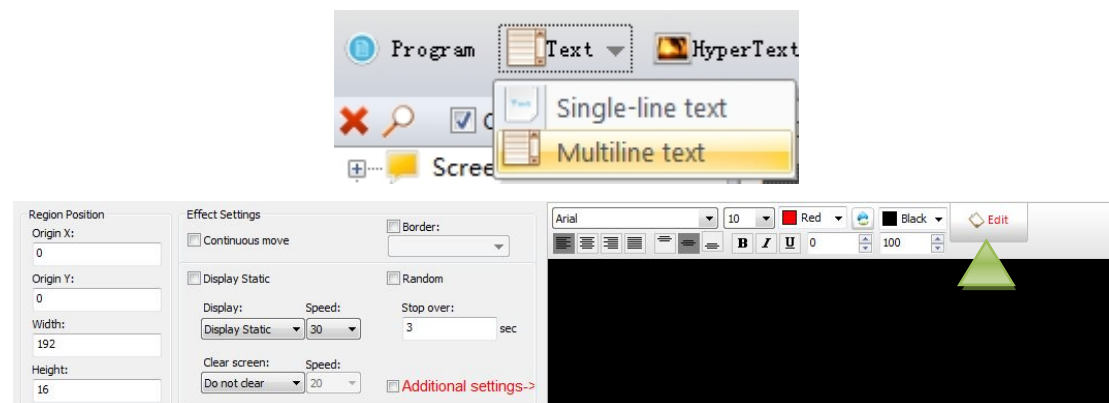 Program Text HyperText
Single-line text
Multiline text
Scree
Region Position
Origin X:
0
Origin Y:
0
Width:
192
Height:
16
Effect Settings
Continuous move
Border:
Display Static
Random
Display: Speed:
Display Static 30
Stop over:
3 sec
Clear screen: Speed:
Do not clear 20
Additional settings->
Arial 10 Red Black Edit
B I U 0 100